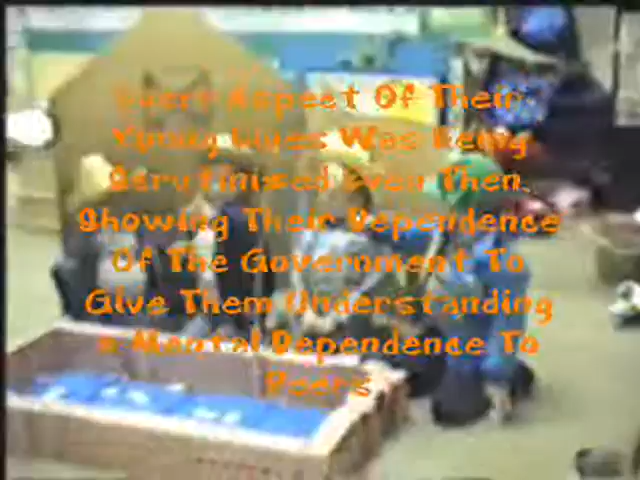 Every Aspect Of Their
Young Lives Was Being
Scrutinised Even Then.
Showing Their Dependence
Of The Government To
Give Them Understanding
a Mental Dependence To
Peers